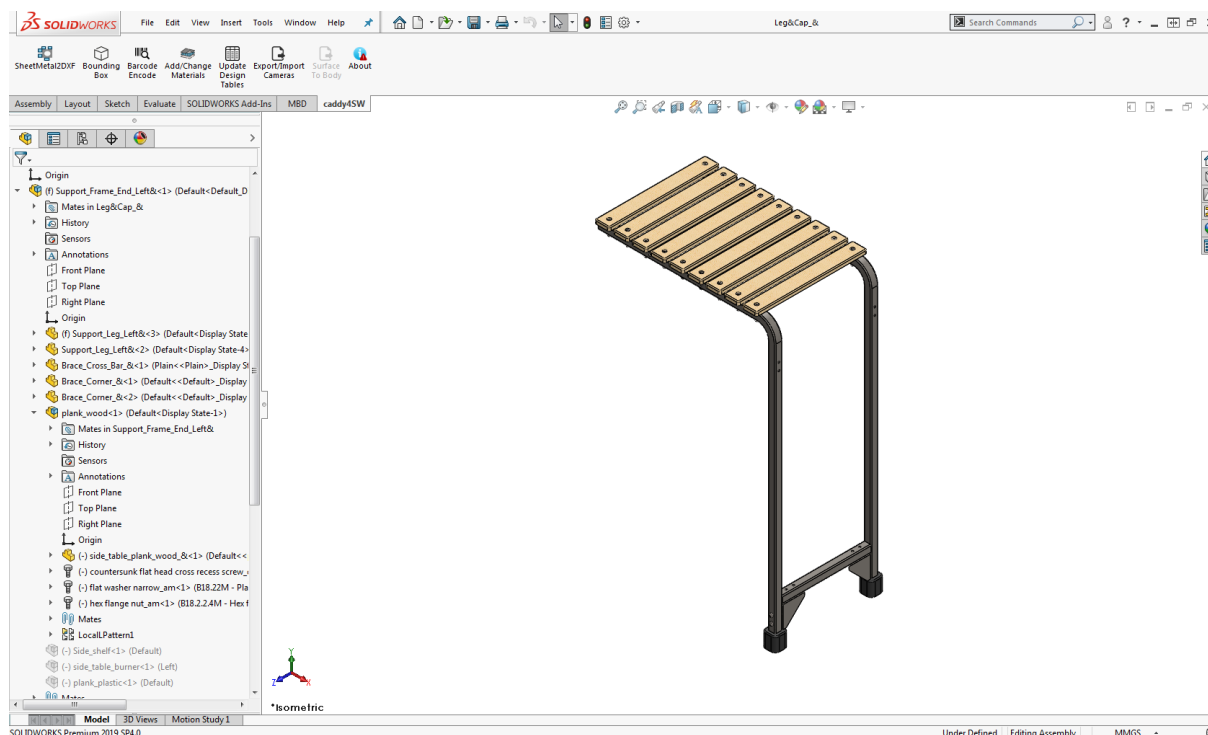 SOLIDWORKS File Edit View Insert Tools Window Help Leg&Cap_& Search Commands ?
SheetMetal2DXF Bounding Box Barcode Encode Add/Change Materials Update Design Tables Export/Import Cameras Surface To Body About
Assembly Layout Sketch Evaluate SOLIDWORKS Add-Ins MBD caddy4SW
Origin
(f) Support_Frame_End_Left&<1> (Default<Default_D
Mates in Leg&Cap_&
History
Sensors
Annotations
Front Plane
Top Plane
Right Plane
Origin
(f) Support_Leg_Left&<3> (Default<Display State
Support_Leg_Left&<2> (Default<Display State-4>
Brace_Cross_Bar_&<1> (Plain<<Plain>_Display S
Brace_Corner_&<1> (Default<<Default>_Display
Brace_Corner_&<2> (Default<<Default>_Display
plank_wood<1> (Default<Display State-1>)
Mates in Support_Frame_End_Left&
History
Sensors
Annotations
Front Plane
Top Plane
Right Plane
Origin
(-) side_table_plank_wood_&<1> (Default<<
(-) countersunk flat head cross recess screw_
(-) flat washer narrow_am<1> (B18.22M - Pla
(-) hex flange nut_am<1> (B18.2.2.4M - Hex f
Mates
LocalLPattern1
(-) Side_shelf<1> (Default)
(-) side_table_burner<1> (Left)
(-) plank_plastic<1> (Default)
Mates
Y
Z X
*Isometric
Model 3D Views Motion Study 1
SOLIDWORKS Premium 2019 SP4.0 Under Defined Editing Assembly MMGS